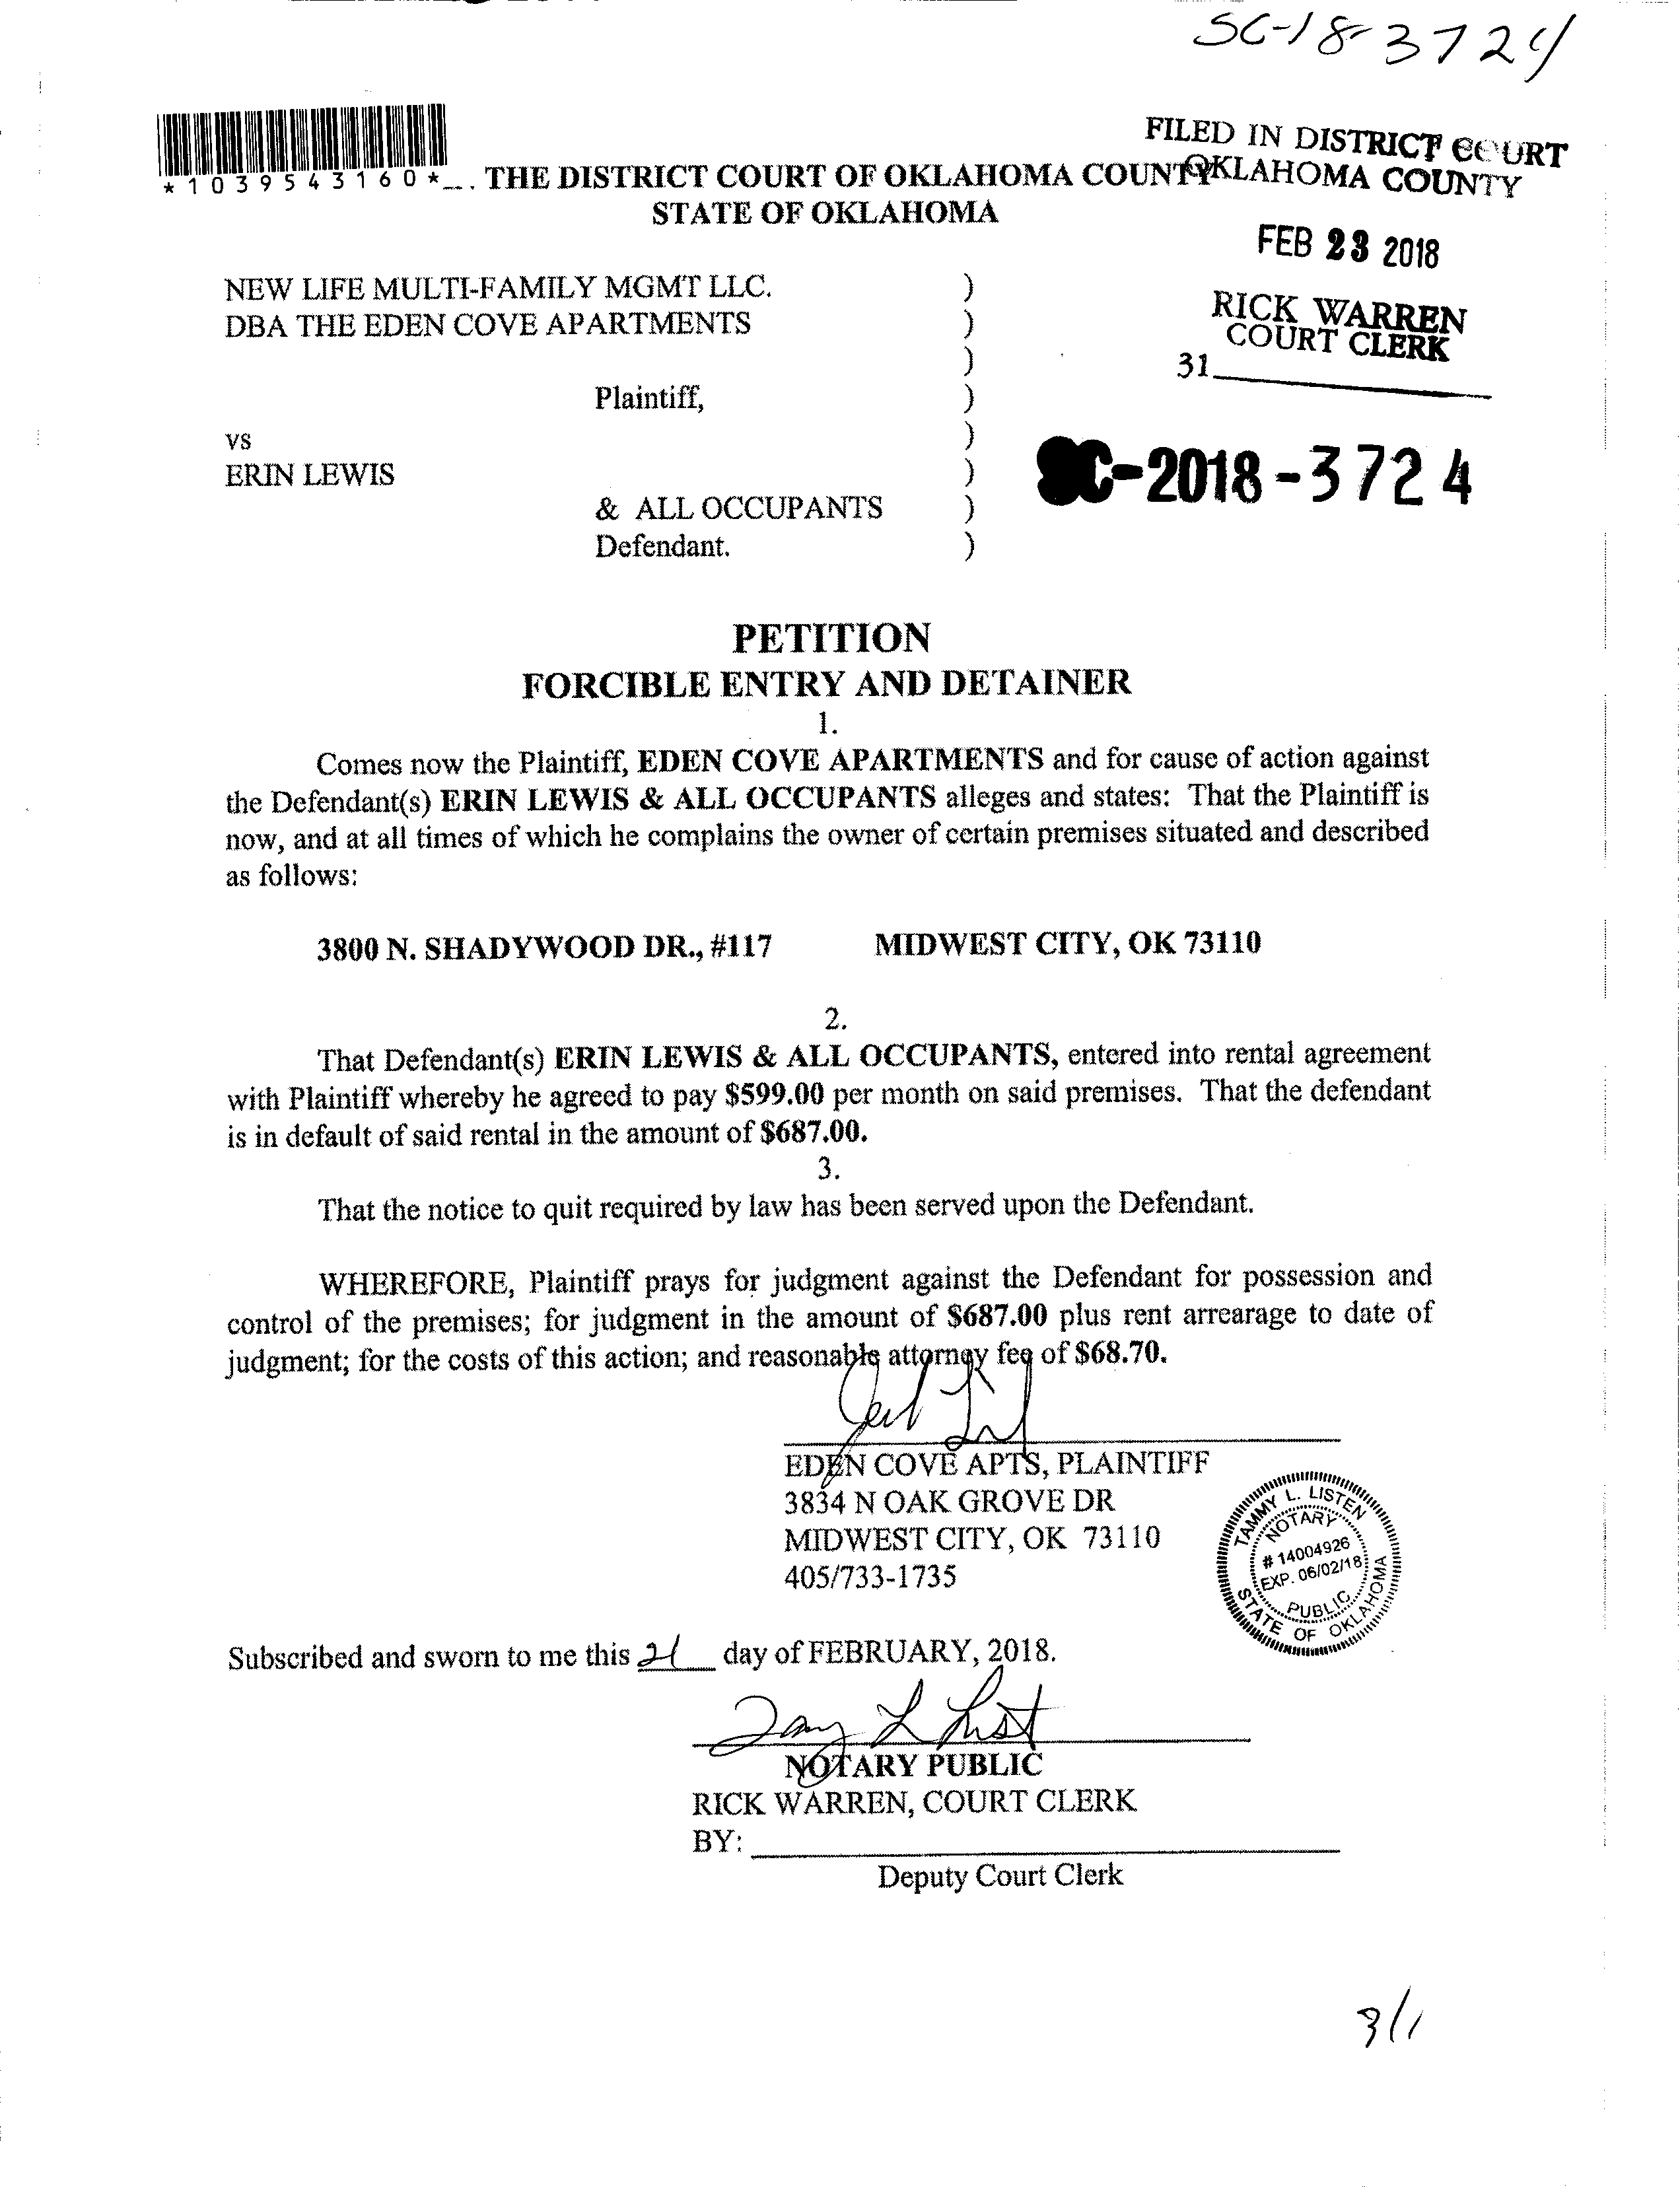 SC-18-3724
FILED IN DISTRICT COURT
OKLAHOMA COUNTY
*1039543160*
THE DISTRICT COURT OF OKLAHOMA COUNTY
STATE OF OKLAHOMA
FEB 23 2018
RICK WARREN
COURT CLERK
31
NEW LIFE MULTI-FAMILY MGMT LLC. )
DBA THE EDEN COVE APARTMENTS )
)
Plaintiff, )
vs )
ERIN LEWIS )
& ALL OCCUPANTS )
Defendant. )
SC-2018-3724
PETITION
FORCIBLE ENTRY AND DETAINER
1.
Comes now the Plaintiff, EDEN COVE APARTMENTS and for cause of action against
the Defendant(s) ERIN LEWIS & ALL OCCUPANTS alleges and states: That the Plaintiff is
now, and at all times of which he complains the owner of certain premises situated and described
as follows:
3800 N. SHADYWOOD DR., #117 MIDWEST CITY, OK 73110
2.
That Defendant(s) ERIN LEWIS & ALL OCCUPANTS, entered into rental agreement
with Plaintiff whereby he agreed to pay $599.00 per month on said premises. That the defendant
is in default of said rental in the amount of $687.00.
3.
That the notice to quit required by law has been served upon the Defendant.
WHEREFORE, Plaintiff prays for judgment against the Defendant for possession and
control of the premises; for judgment in the amount of $687.00 plus rent arrearage to date of
judgment; for the costs of this action; and reasonable attorney fee of $68.70.
EDEN COVE APTS, PLAINTIFF
3834 N OAK GROVE DR
MIDWEST CITY, OK 73110
405/733-1735
TAMMY L. LISTEN
NOTARY
# 14004926
EXP. 06/02/18
PUBLIC
STATE OF OKLAHOMA
Subscribed and sworn to me this 21 day of FEBRUARY, 2018.
NOTARY PUBLIC
RICK WARREN, COURT CLERK
BY:
Deputy Court Clerk
3/1